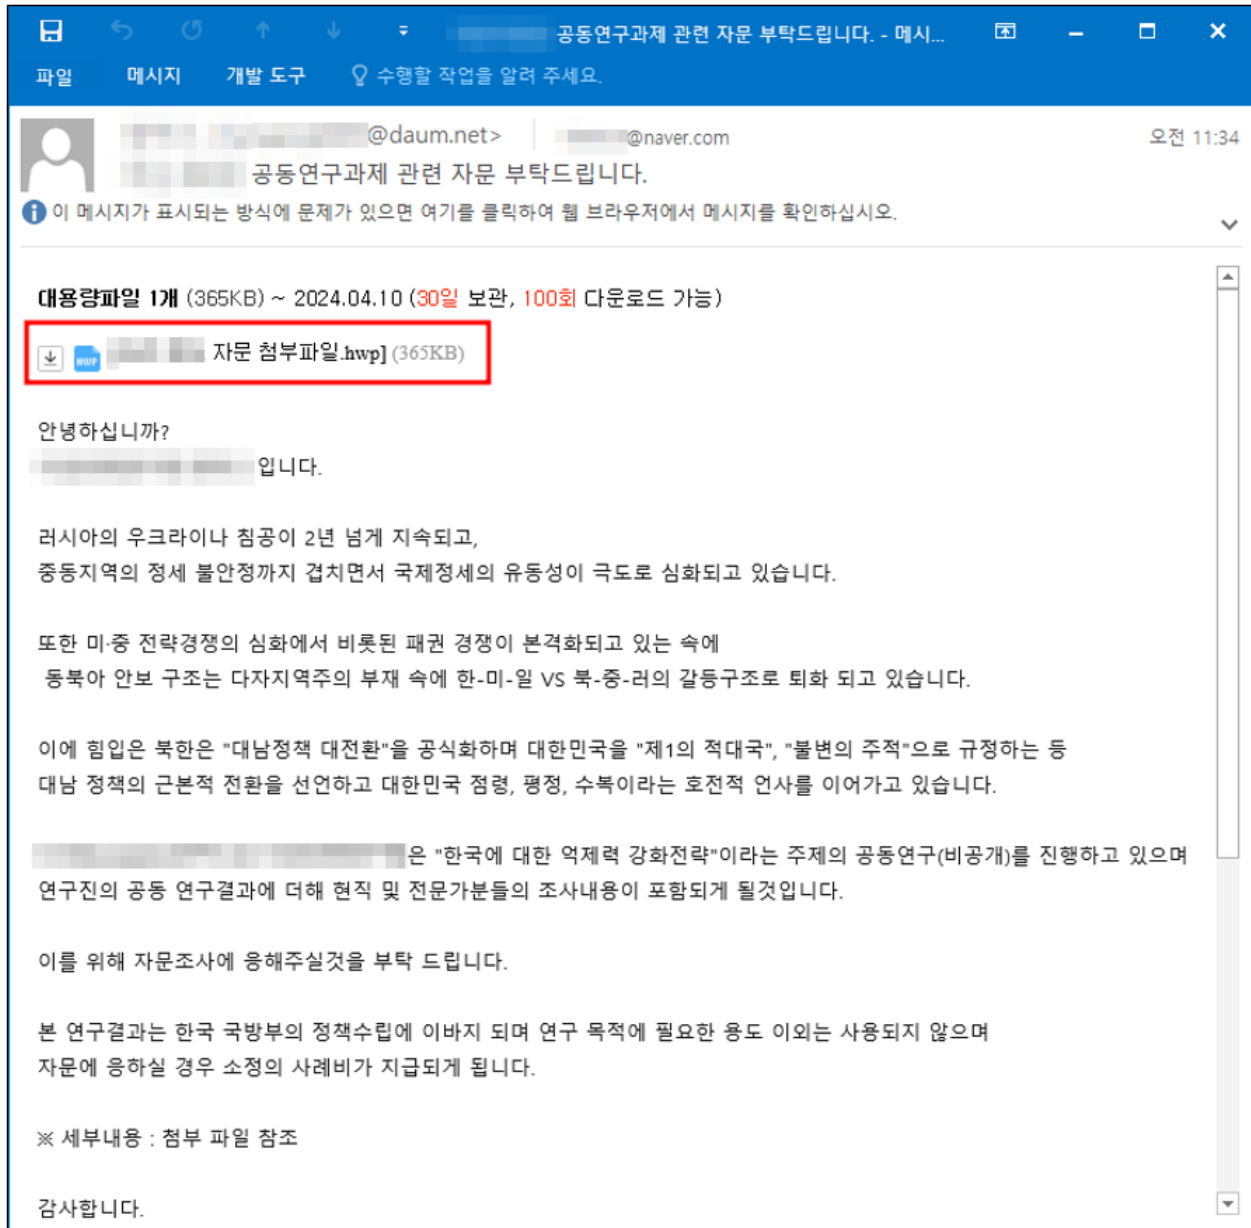 공동연구과제 관련 자문 부탁드립니다. - 메시...
파일 메시지 개발 도구 수행할 작업을 알려 주세요.
@daum.net> @naver.com 오전 11:34
공동연구과제 관련 자문 부탁드립니다.
이 메시지가 표시되는 방식에 문제가 있으면 여기를 클릭하여 웹 브라우저에서 메시지를 확인하십시오.
대용량파일 1개 (365KB) ~ 2024.04.10 (30일 보관, 100회 다운로드 가능)
HWP 자문 첨부파일.hwp] (365KB)
안녕하십니까?
입니다.
러시아의 우크라이나 침공이 2년 넘게 지속되고,
중동지역의 정세 불안정까지 겹치면서 국제정세의 유동성이 극도로 심화되고 있습니다.
또한 미·중 전략경쟁의 심화에서 비롯된 패권 경쟁이 본격화되고 있는 속에
동북아 안보 구조는 다자지역주의 부재 속에 한-미-일 VS 북-중-러의 갈등구조로 퇴화 되고 있습니다.
이에 힘입은 북한은 "대남정책 대전환"을 공식화하며 대한민국을 "제1의 적대국", "불변의 주적"으로 규정하는 등
대남 정책의 근본적 전환을 선언하고 대한민국 점령, 평정, 수복이라는 호전적 언사를 이어가고 있습니다.
은 "한국에 대한 억제력 강화전략"이라는 주제의 공동연구(비공개)를 진행하고 있으며
연구진의 공동 연구결과에 더해 현직 및 전문가분들의 조사내용이 포함되게 될것입니다.
이를 위해 자문조사에 응해주실것을 부탁 드립니다.
본 연구결과는 한국 국방부의 정책수립에 이바지 되며 연구 목적에 필요한 용도 이외는 사용되지 않으며
자문에 응하실 경우 소정의 사례비가 지급되게 됩니다.
※ 세부내용 : 첨부 파일 참조
감사합니다.